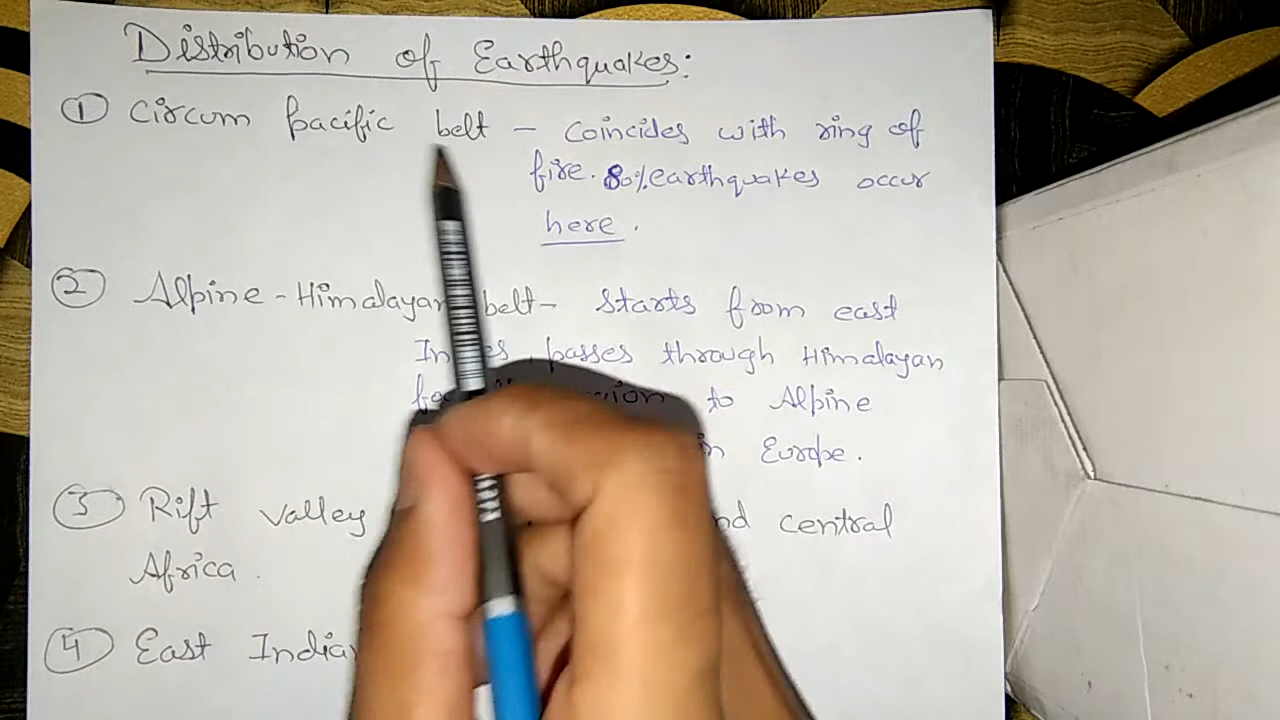 Distribution of Earthquakes:
① Circum pacific belt - coincides with ring of
fire. 80% earthquakes occur
here.
② Alpine-Himalayan belt- starts from east
passes through Himalayan
to Alpine
in Europe.
③ Rift valley central
Africa.
④ East